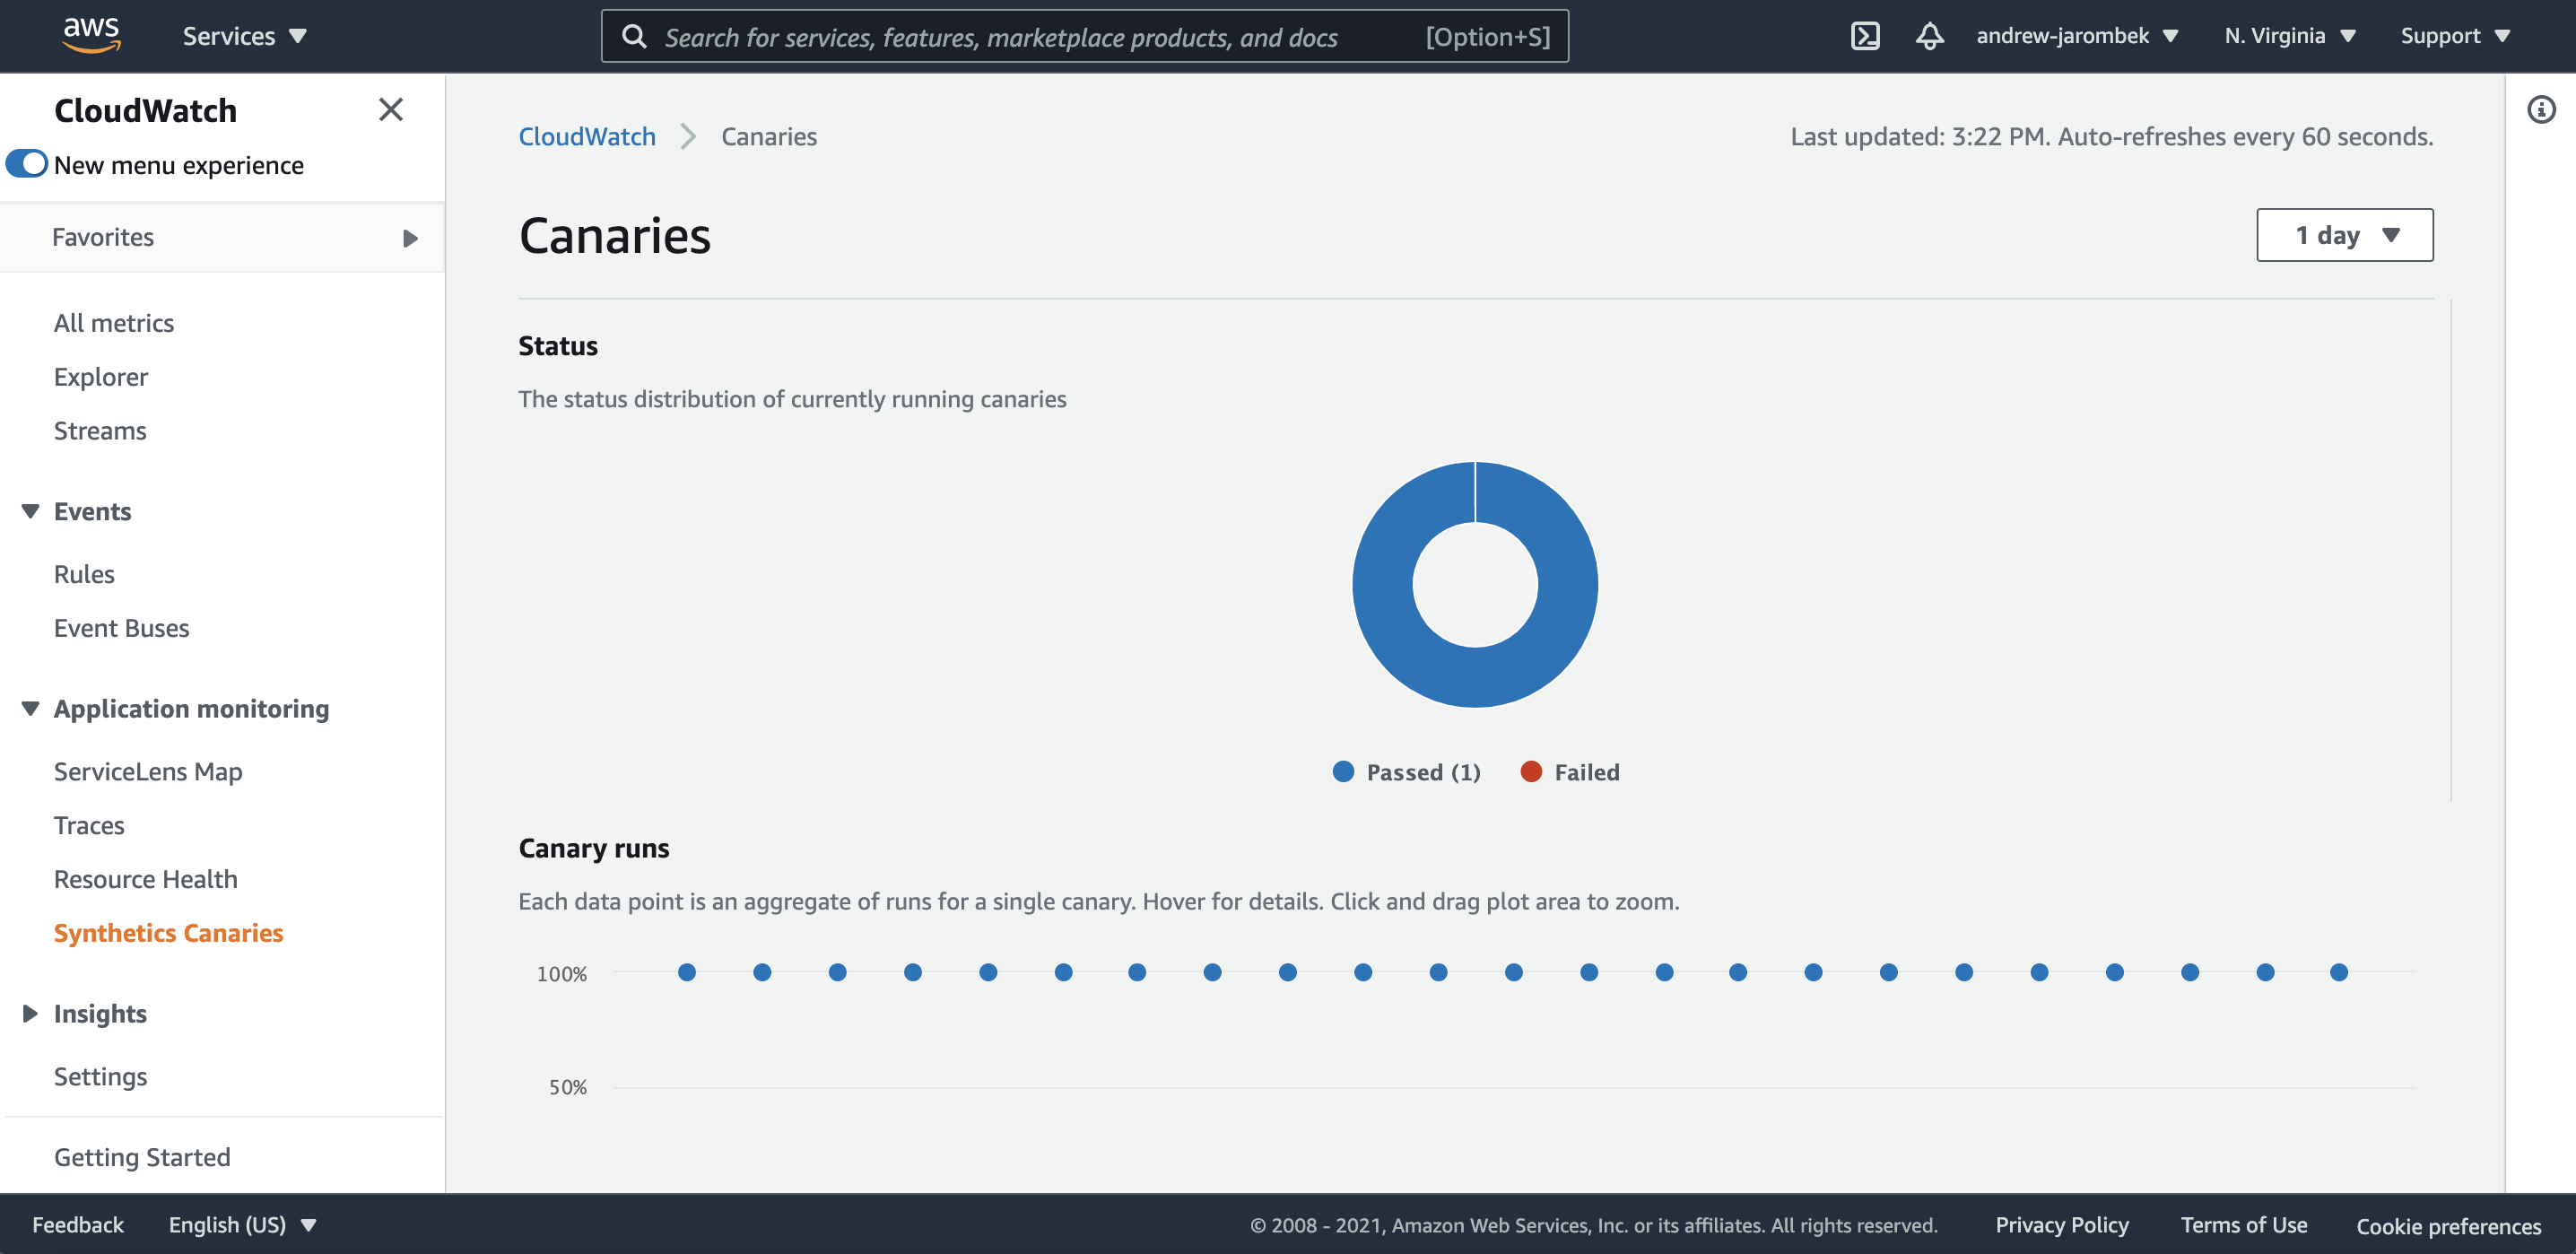 aws
Services
Search for services, features, marketplace products, and docs [Option+S]
andrew-jarombek
N. Virginia
Support
CloudWatch
New menu experience
Favorites
All metrics
Explorer
Streams
Events
Rules
Event Buses
Application monitoring
ServiceLens Map
Traces
Resource Health
Synthetics Canaries
Insights
Settings
Getting Started
CloudWatch
Canaries
Last updated: 3:22 PM. Auto-refreshes every 60 seconds.
Canaries
1 day
Status
The status distribution of currently running canaries
Passed (1)
Failed
Canary runs
Each data point is an aggregate of runs for a single canary. Hover for details. Click and drag plot area to zoom.
100%
50%
Feedback
English (US)
© 2008 - 2021, Amazon Web Services, Inc. or its affiliates. All rights reserved.
Privacy Policy
Terms of Use
Cookie preferences